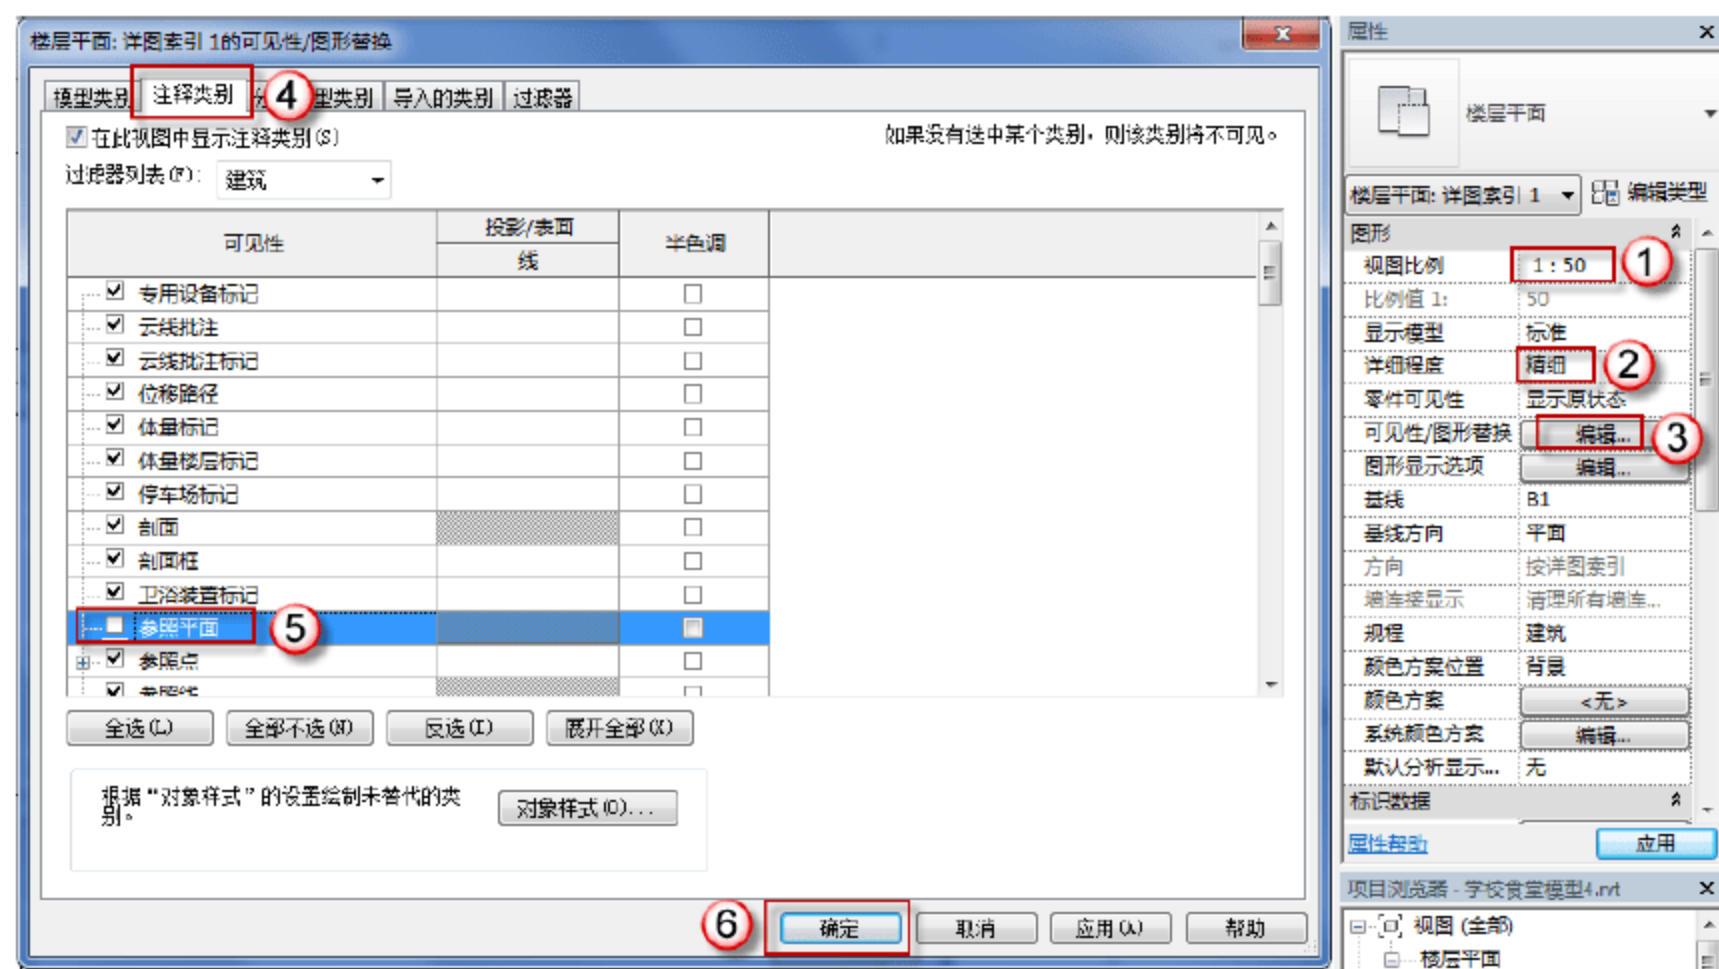 楼层平面: 详图索引 1的可见性/图形替换
模型类别 注释类别 型类别 导入的类别 过滤器
④
在此视图中显示注释类别(S)
如果没有选中某个类别，则该类别将不可见。
过滤器列表(F): 建筑
可见性 投影/表面 半色调
线
专用设备标记
云线批注
云线批注标记
位移路径
体量标记
体量楼层标记
停车场标记
剖面
剖面框
卫浴装置标记
参照平面 ⑤
参照点
参照线
全选(L) 全部不选(N) 反选(I) 展开全部(X)
根据“对象样式”的设置绘制未替代的类
别。
对象样式(O)...
⑥ 确定 取消 应用(A) 帮助
属性
楼层平面
楼层平面: 详图索引 1 编辑类型
图形
视图比例 1 : 50 ①
比例值 1: 50
显示模型 标准
详细程度 精细 ②
零件可见性 显示原状态
可见性/图形替换 编辑... ③
图形显示选项 编辑...
基线 B1
基线方向 平面
方向 按详图索引
墙连接显示 清理所有墙连...
规程 建筑
颜色方案位置 背景
颜色方案 <无>
系统颜色方案 编辑...
默认分析显示... 无
标识数据
属性帮助 应用
项目浏览器 - 学校食堂模型4.rvt
视图 (全部)
楼层平面